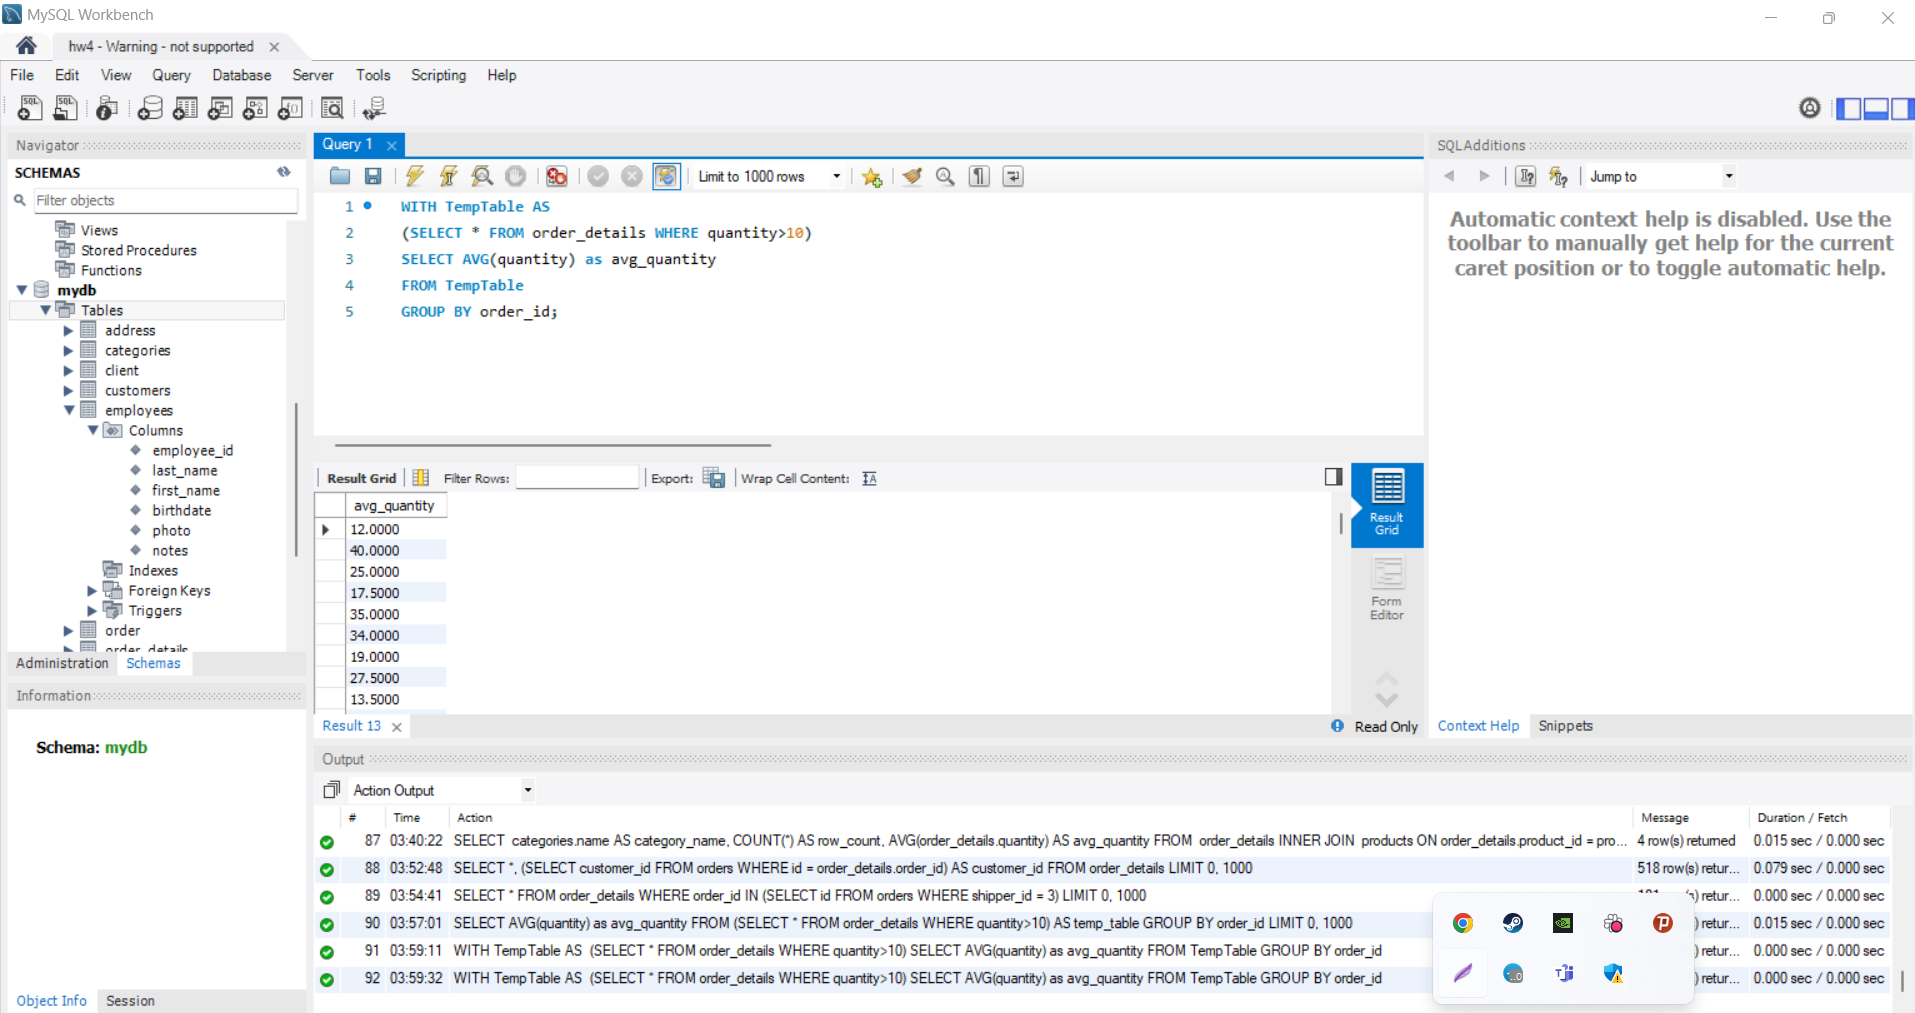 MySQL Workbench
hw4 - Warning - not supported
File Edit View Query Database Server Tools Scripting Help
Navigator
SCHEMAS
Filter objects
Views
Stored Procedures
Functions
mydb
Tables
address
categories
client
customers
employees
Columns
employee_id
last_name
first_name
birthdate
photo
notes
Indexes
Foreign Keys
Triggers
order
order_details
Administration Schemas
Information
Schema: mydb
Object Info Session
Query 1
Limit to 1000 rows
1 WITH TempTable AS
2 (SELECT * FROM order_details WHERE quantity>10)
3 SELECT AVG(quantity) as avg_quantity
4 FROM TempTable
5 GROUP BY order_id;
Result Grid Filter Rows: Export: Wrap Cell Content:
avg_quantity
12.0000
40.0000
25.0000
17.5000
35.0000
34.0000
19.0000
27.5000
13.5000
Result Grid
Form Editor
Result 13
Read Only
SQLAdditions
Jump to
Automatic context help is disabled. Use the
toolbar to manually get help for the current
caret position or to toggle automatic help.
Context Help Snippets
Output
Action Output
# Time Action Message Duration / Fetch
87 03:40:22 SELECT categories.name AS category_name, COUNT(*) AS row_count, AVG(order_details.quantity) AS avg_quantity FROM order_details INNER JOIN products ON order_details.product_id = pro... 4 row(s) returned 0.015 sec / 0.000 sec
88 03:52:48 SELECT *, (SELECT customer_id FROM orders WHERE id = order_details.order_id) AS customer_id FROM order_details LIMIT 0, 1000 518 row(s) retur... 0.079 sec / 0.000 sec
89 03:54:41 SELECT * FROM order_details WHERE order_id IN (SELECT id FROM orders WHERE shipper_id = 3) LIMIT 0, 1000 0.000 sec / 0.000 sec
90 03:57:01 SELECT AVG(quantity) as avg_quantity FROM (SELECT * FROM order_details WHERE quantity>10) AS temp_table GROUP BY order_id LIMIT 0, 1000 ) retur... 0.015 sec / 0.000 sec
91 03:59:11 WITH TempTable AS (SELECT * FROM order_details WHERE quantity>10) SELECT AVG(quantity) as avg_quantity FROM TempTable GROUP BY order_id ) retur... 0.000 sec / 0.000 sec
92 03:59:32 WITH TempTable AS (SELECT * FROM order_details WHERE quantity>10) SELECT AVG(quantity) as avg_quantity FROM TempTable GROUP BY order_id ) retur... 0.000 sec / 0.000 sec